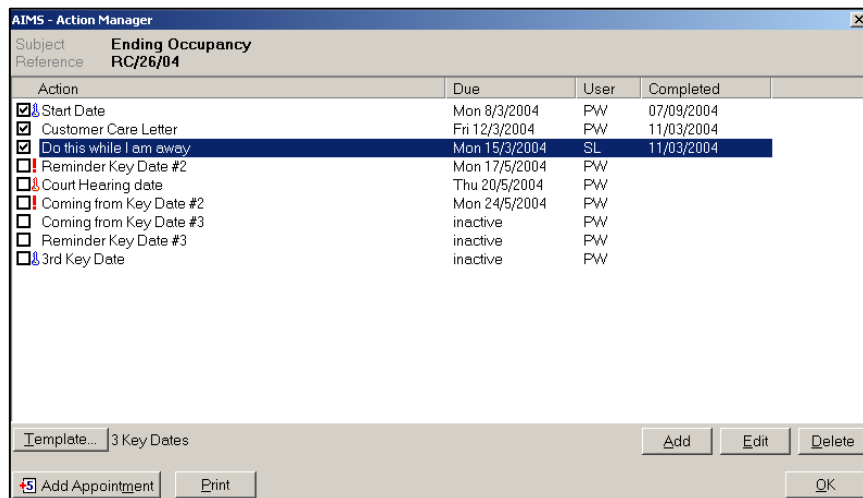 AIMS - Action Manager
Subject Ending Occupancy
Reference RC/26/04
Action Due User Completed
Start Date Mon 8/3/2004 PW 07/09/2004
Customer Care Letter Fri 12/3/2004 PW 11/03/2004
Do this while I am away Mon 15/3/2004 SL 11/03/2004
! Reminder Key Date #2 Mon 17/5/2004 PW
Court Hearing date Thu 20/5/2004 PW
! Coming from Key Date #2 Mon 24/5/2004 PW
Coming from Key Date #3 inactive PW
Reminder Key Date #3 inactive PW
3rd Key Date inactive PW
Template... 3 Key Dates Add Edit Delete
+5 Add Appointment Print OK